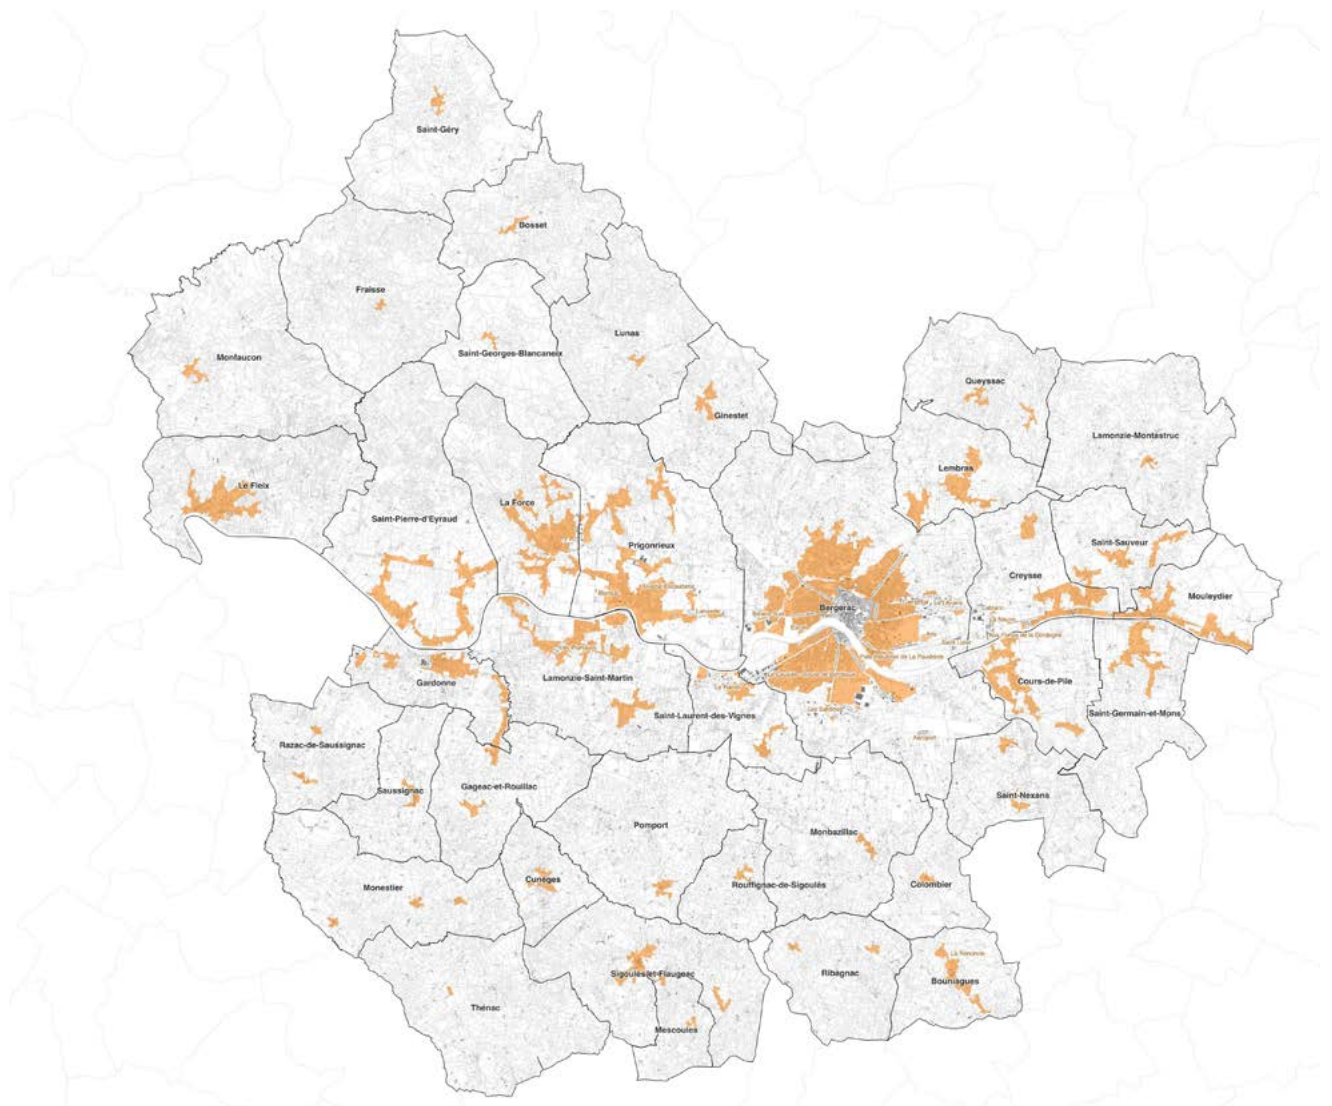 Saint-Géry
Bosset
Fraisse
Lunas
Saint-Georges-Blancaneix
Monfaucon
Queyssac
Ginestet
Lamonzie-Montastruc
Lembras
Le Fleix
La Force
Saint-Pierre-d'Eyraud
Prigonrieux
Saint-Sauveur
Creysse
Mouleydier
Bergerac
Gardonne
Lamonzie-Saint-Martin
Cours-de-Pile
Saint-Laurent-des-Vignes
Saint-Germain-et-Mons
Razac-de-Saussignac
Aéroport
Saussignac
Gageac-et-Rouillac
Saint-Nexans
Pomport
Monbazillac
Cunèges
Monestier
Rouffignac-de-Sigoulès
Colombier
Sigoulès-et-Flaugeac
Ribagnac
Bouniagues
Thénac
Mescoules